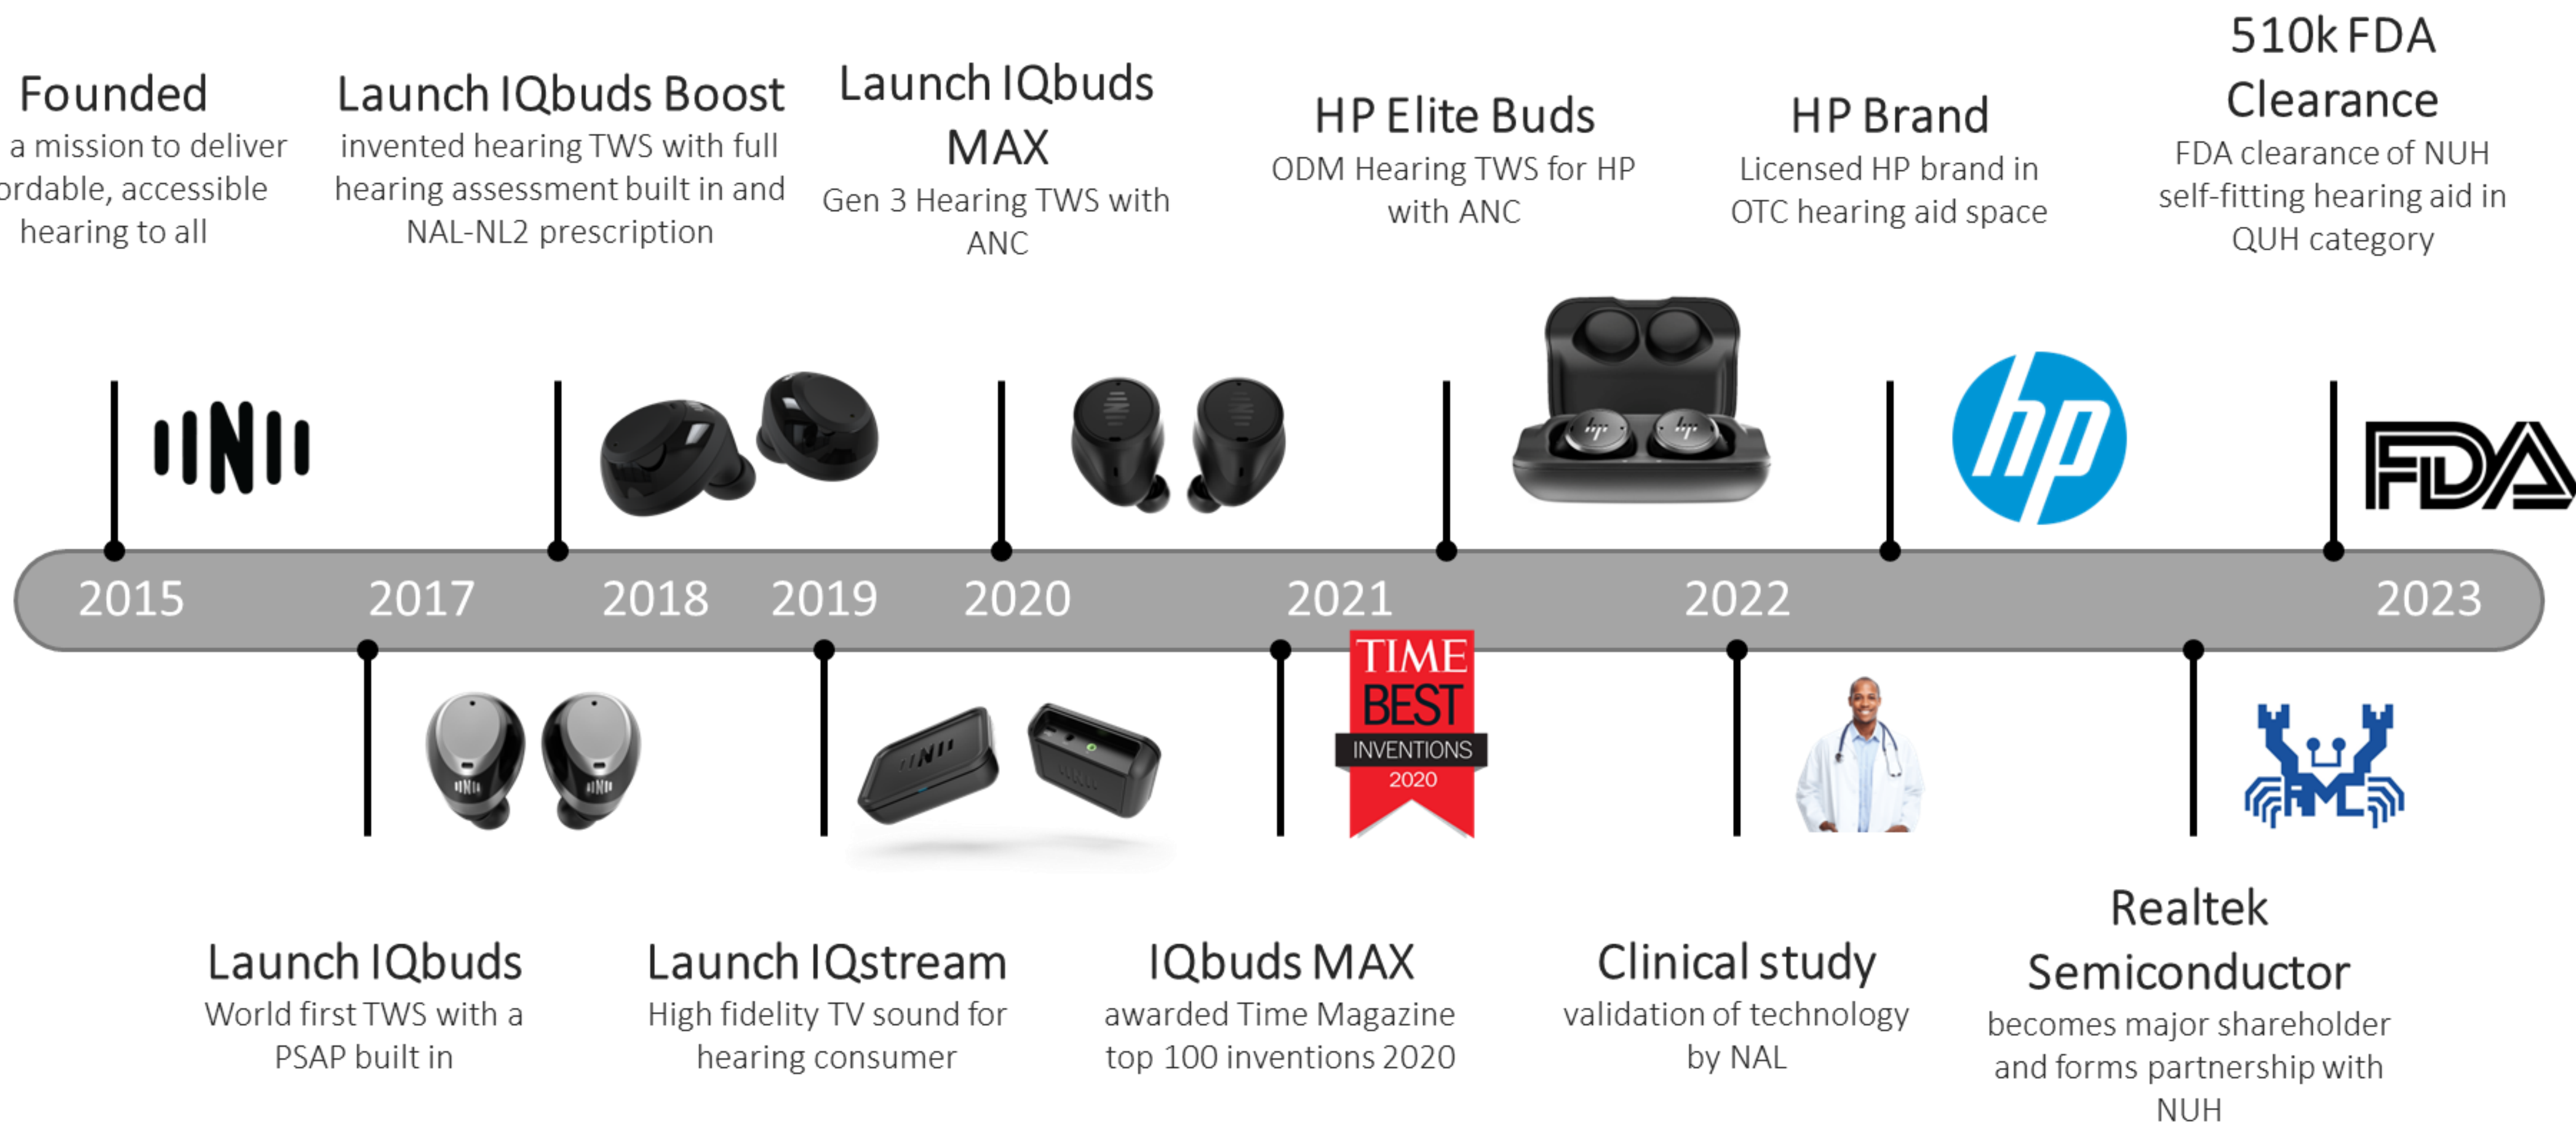 Founded
a mission to deliver
ordable, accessible
hearing to all
Launch IQbuds Boost
invented hearing TWS with full
hearing assessment built in and
NAL-NL2 prescription
Launch IQbuds
MAX
Gen 3 Hearing TWS with
ANC
HP Elite Buds
ODM Hearing TWS for HP
with ANC
HP Brand
Licensed HP brand in
OTC hearing aid space
510k FDA
Clearance
FDA clearance of NUH
self-fitting hearing aid in
QUH category
hp
FDA
2015 2017 2018 2019 2020 2021 2022 2023
TIME
BEST
INVENTIONS
2020
Launch IQbuds
World first TWS with a
PSAP built in
Launch IQstream
High fidelity TV sound for
hearing consumer
IQbuds MAX
awarded Time Magazine
top 100 inventions 2020
Clinical study
validation of technology
by NAL
Realtek
Semiconductor
becomes major shareholder
and forms partnership with
NUH